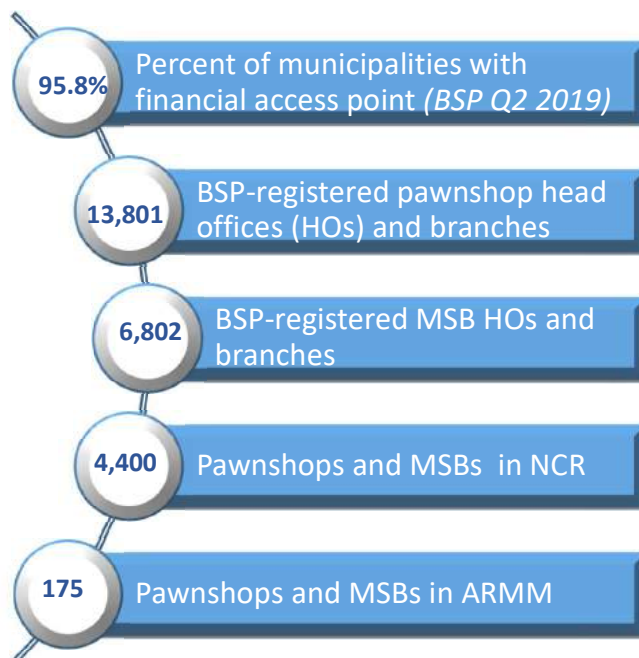 95.8%
Percent of municipalities with
financial access point (BSP Q2 2019)
13,801
BSP-registered pawnshop head
offices (HOs) and branches
6,802
BSP-registered MSB HOs and
branches
4,400
Pawnshops and MSBs in NCR
175
Pawnshops and MSBs in ARMM